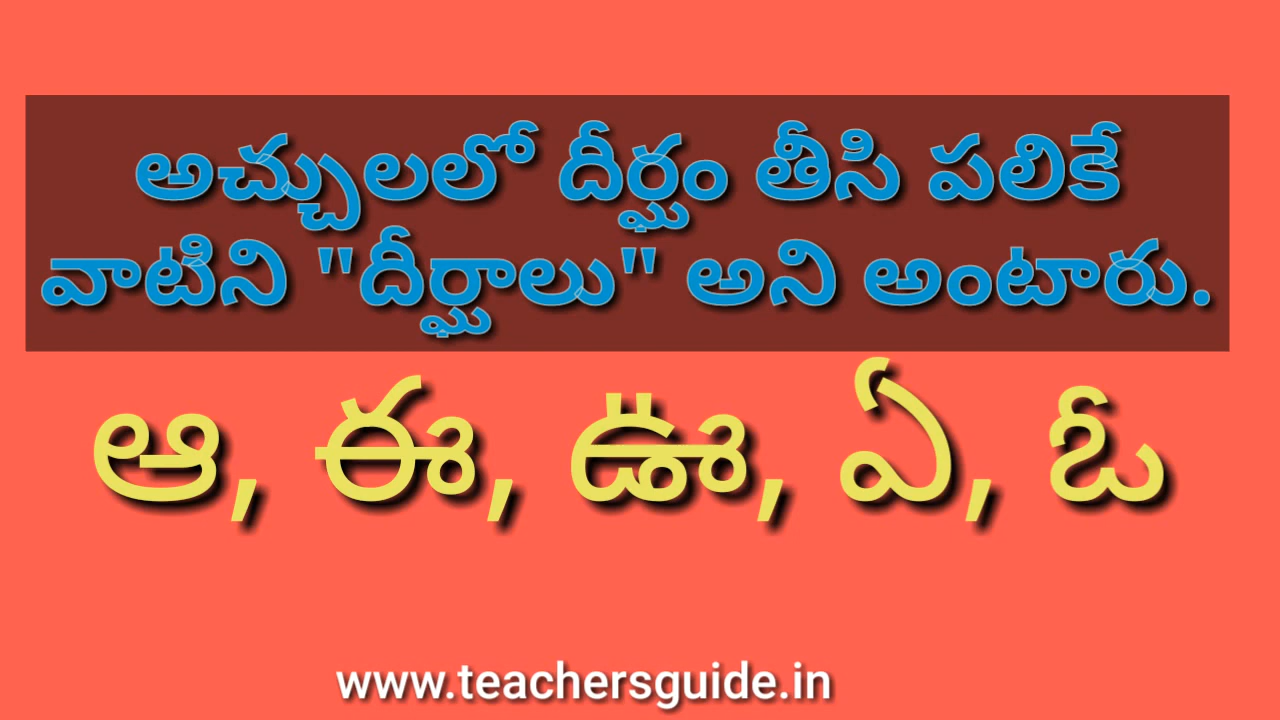 అచ్చులలో దీర్ఘం తీసి పలికే
వాటిని "దీర్ఘాలు" అని అంటారు.
ఆ, ఈ, ఊ, ఏ, ఓ
www.teachersguide.in